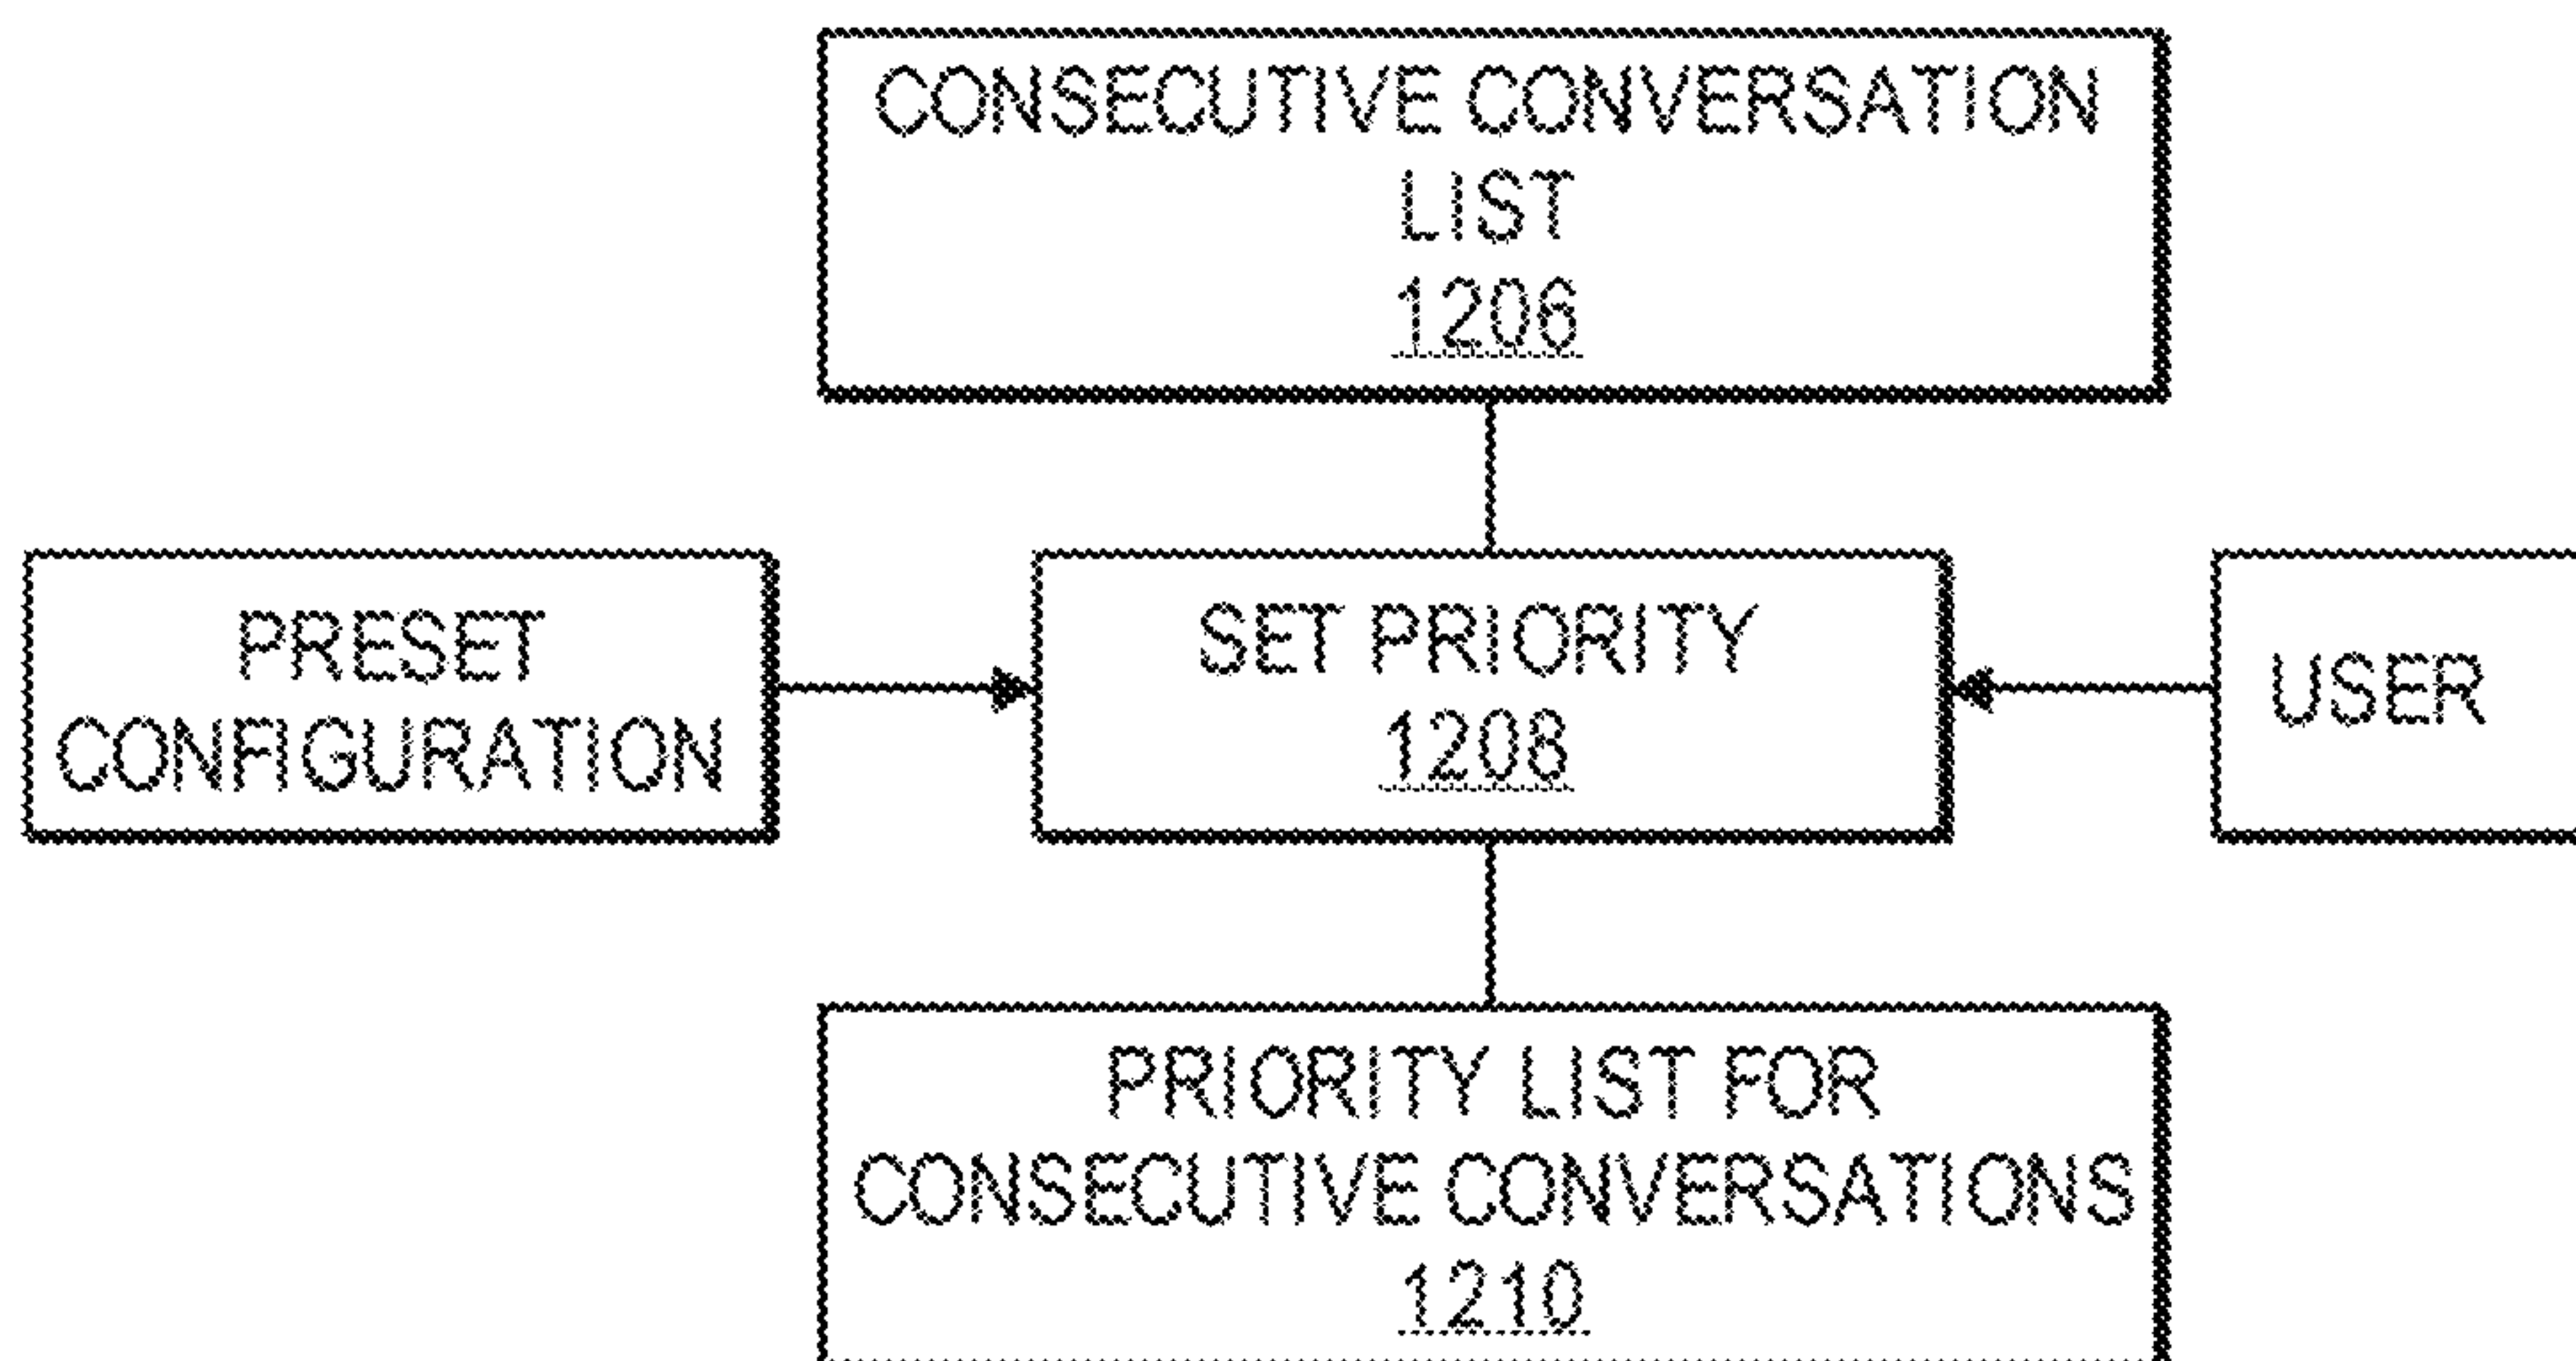 CONSECUTIVE CONVERSATION
LIST
1206
PRESET
CONFIGURATION
SET PRIORITY
1208
USER
PRIORITY LIST FOR
CONSECUTIVE CONVERSATIONS
1210